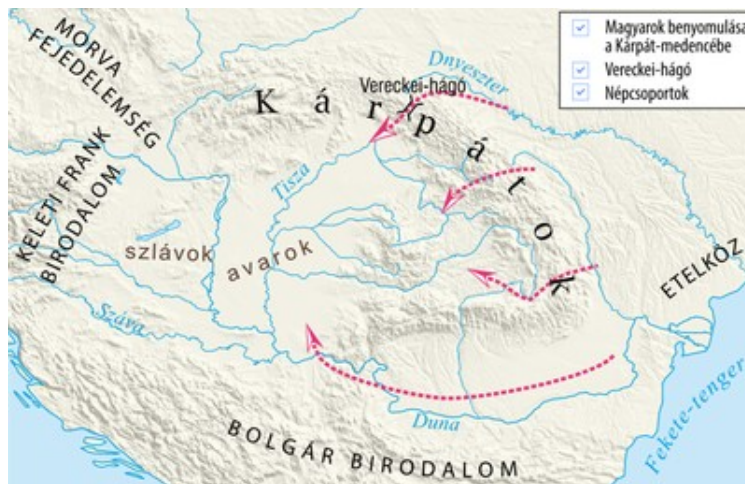 Magyarok benyomulása
a Kárpát-medencébe
Vereckei-hágó
Népcsoportok
MORVA
FEJEDELEMSÉG
Dnyeszter
Vereckei-hágó
Kárpátok
KELETI FRANK
BIRODALOM
Tisza
szlávok
avarok
ETELKÖZ
Száva
Duna
BOLGÁR BIRODALOM
Fekete-tenger